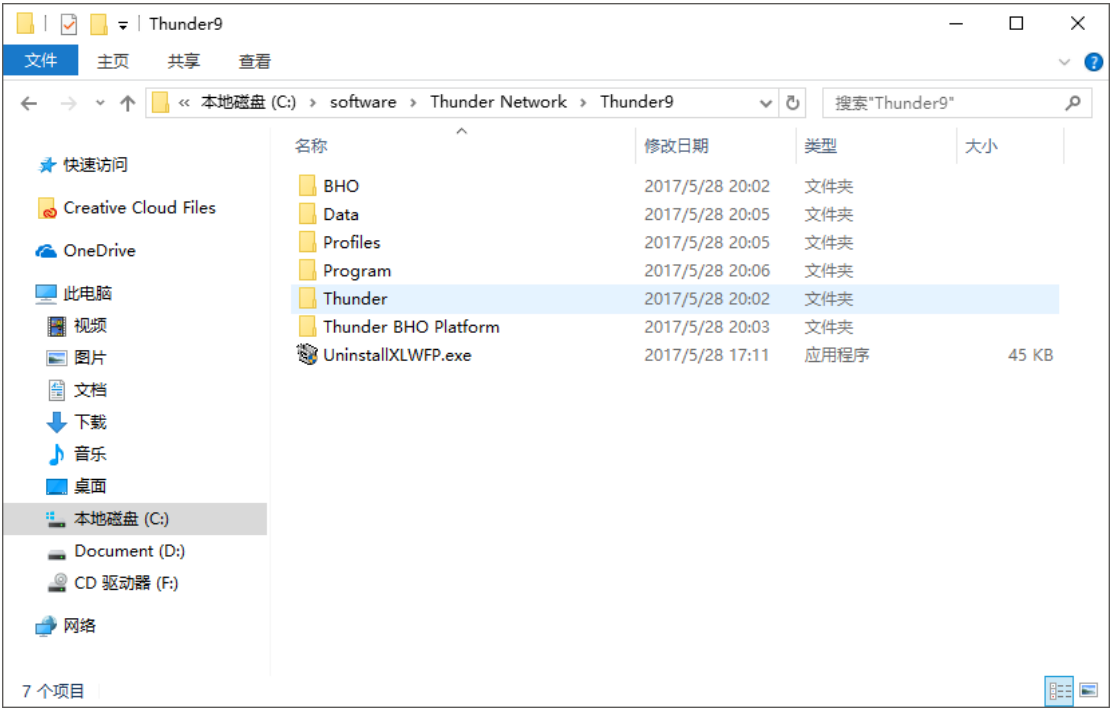 Thunder9
文件 主页 共享 查看
« 本地磁盘 (C:) › software › Thunder Network › Thunder9 搜索"Thunder9"
名称 修改日期 类型 大小
快速访问
Creative Cloud Files
OneDrive
此电脑
视频
图片
文档
下载
音乐
桌面
本地磁盘 (C:)
Document (D:)
CD 驱动器 (F:)
网络
BHO 2017/5/28 20:02 文件夹
Data 2017/5/28 20:05 文件夹
Profiles 2017/5/28 20:05 文件夹
Program 2017/5/28 20:06 文件夹
Thunder 2017/5/28 20:02 文件夹
Thunder BHO Platform 2017/5/28 20:03 文件夹
UninstallXLWFP.exe 2017/5/28 17:11 应用程序 45 KB
7 个项目